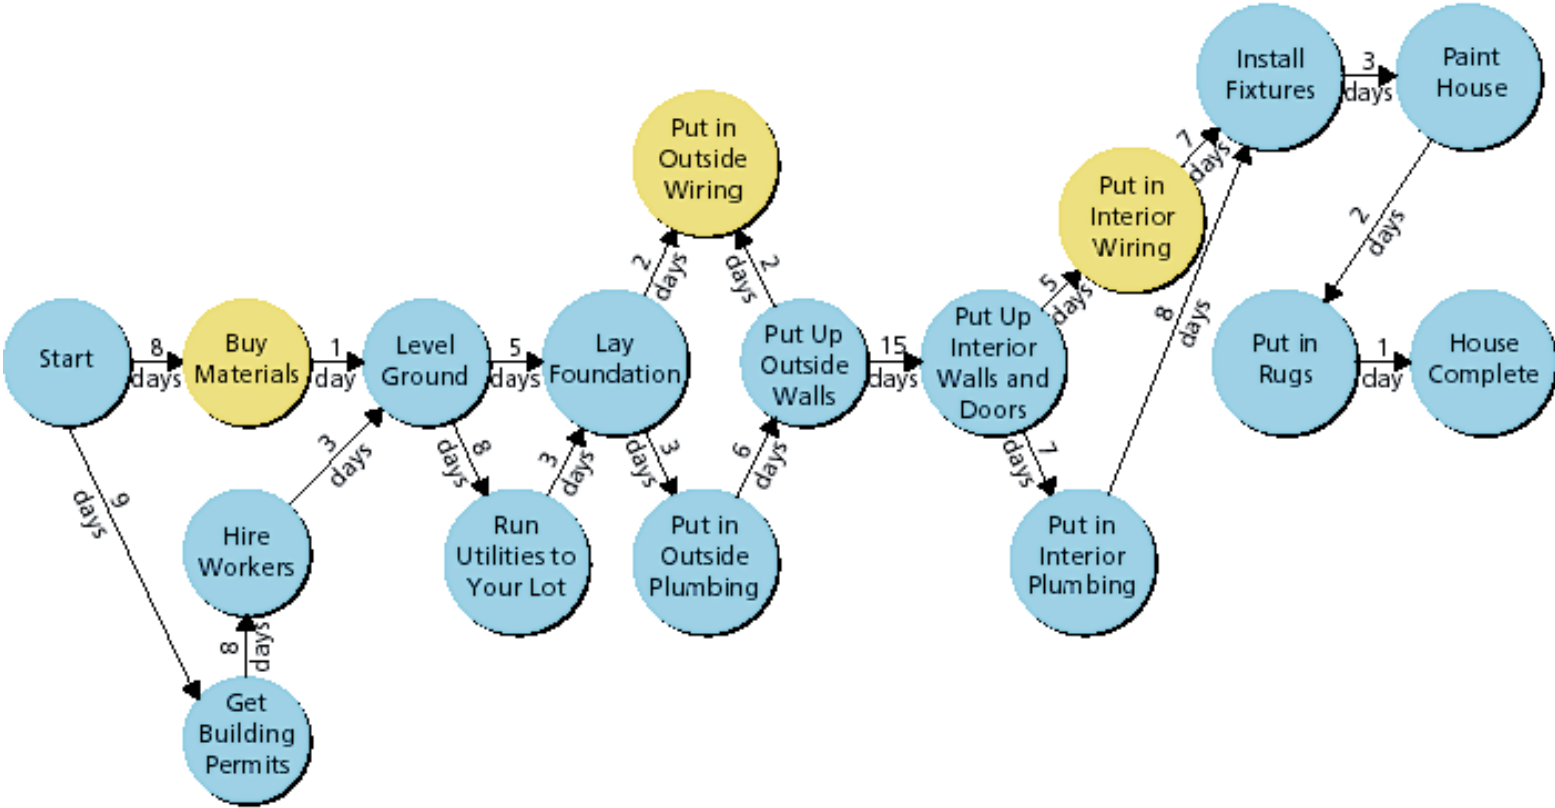 Install
Fixtures
3
days
Paint
House
Put in
Outside
Wiring
7
days
Put in
Interior
Wiring
2
days
2
days
2
days
5
days
8
days
Start
8
days
Buy
Materials
1
day
Level
Ground
5
days
Lay
Foundation
Put Up
Outside
Walls
15
days
Put Up
Interior
Walls and
Doors
Put in
Rugs
1
day
House
Complete
9
days
3
days
8
days
3
days
3
days
6
days
7
days
Hire
Workers
Run
Utilities to
Your Lot
Put in
Outside
Plumbing
Put in
Interior
Plumbing
8
days
Get
Building
Permits